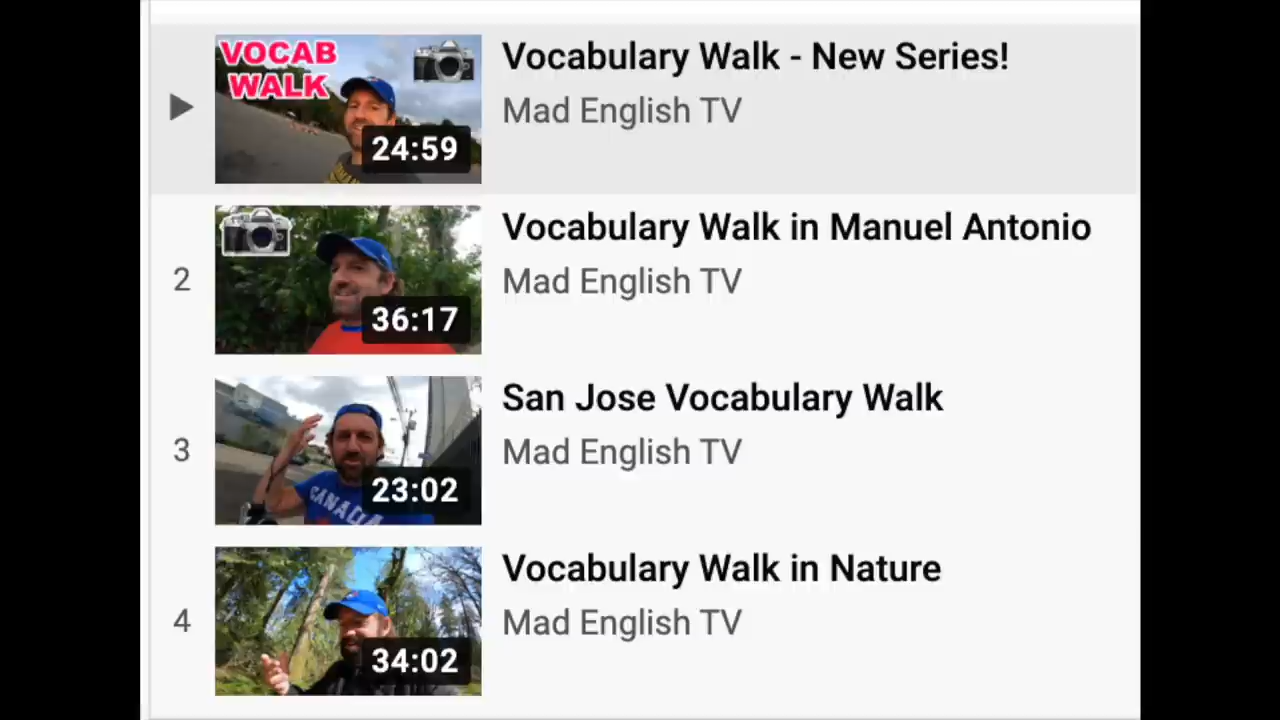 VOCAB
WALK
24:59
Vocabulary Walk - New Series!
Mad English TV
2
36:17
Vocabulary Walk in Manuel Antonio
Mad English TV
3
CANADA
23:02
San Jose Vocabulary Walk
Mad English TV
4
34:02
Vocabulary Walk in Nature
Mad English TV